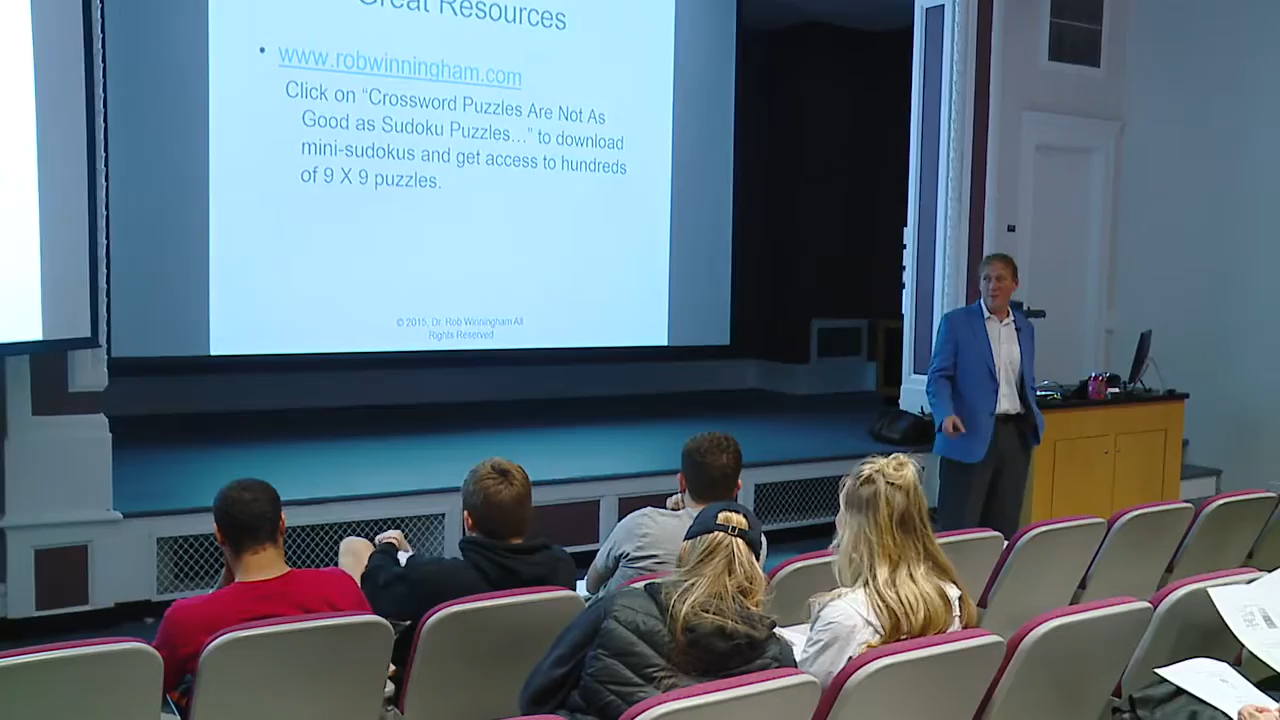 Great Resources
• www.robwinningham.com
Click on “Crossword Puzzles Are Not As
Good as Sudoku Puzzles…” to download
mini-sudokus and get access to hundreds
of 9 X 9 puzzles.
© 2015, Dr. Rob Winningham All
Rights Reserved